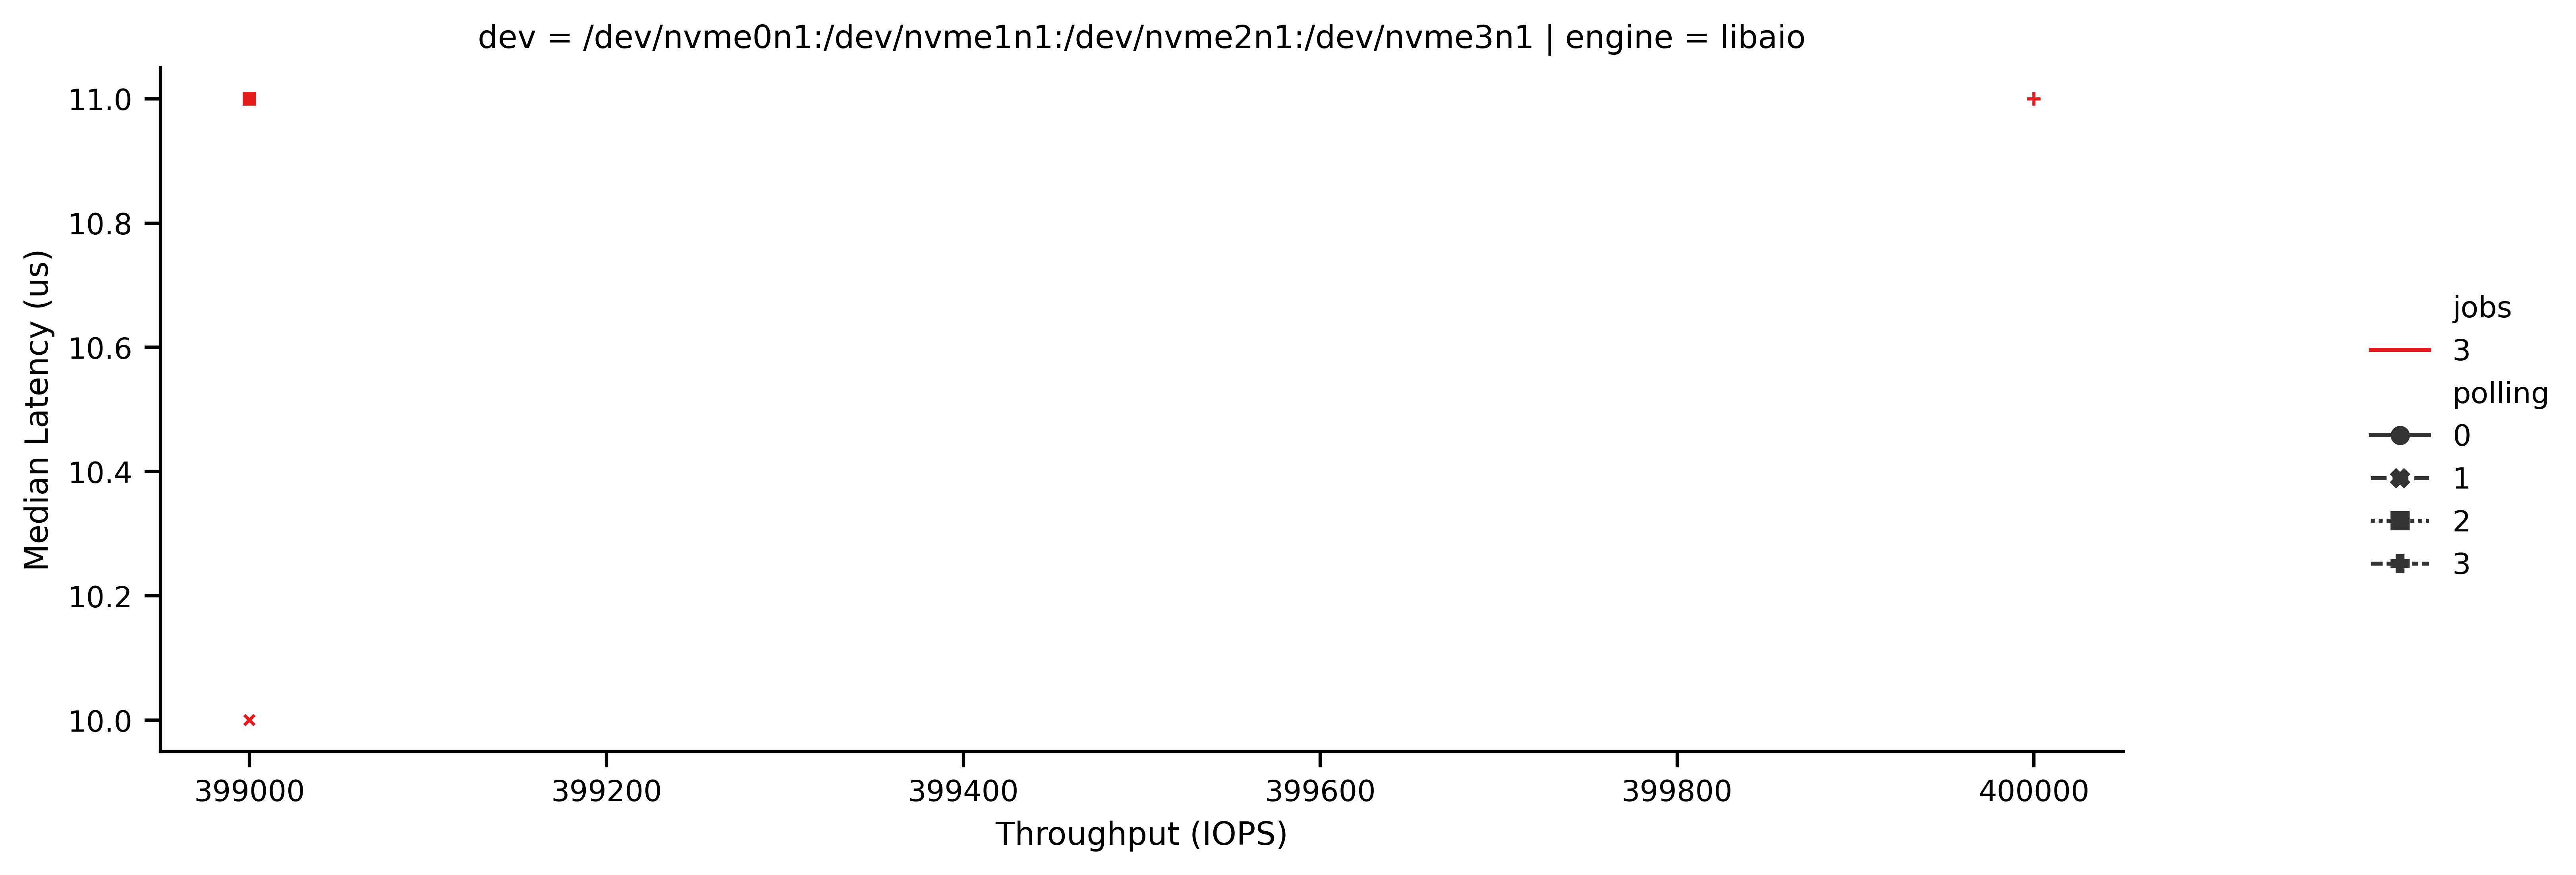 dev = /dev/nvme0n1:/dev/nvme1n1:/dev/nvme2n1:/dev/nvme3n1 | engine = libaio
11.0
10.8
10.6
10.4
10.2
10.0
Median Latency (us)
399000 399200 399400 399600 399800 400000
Throughput (IOPS)
jobs
3
polling
0
1
2
3